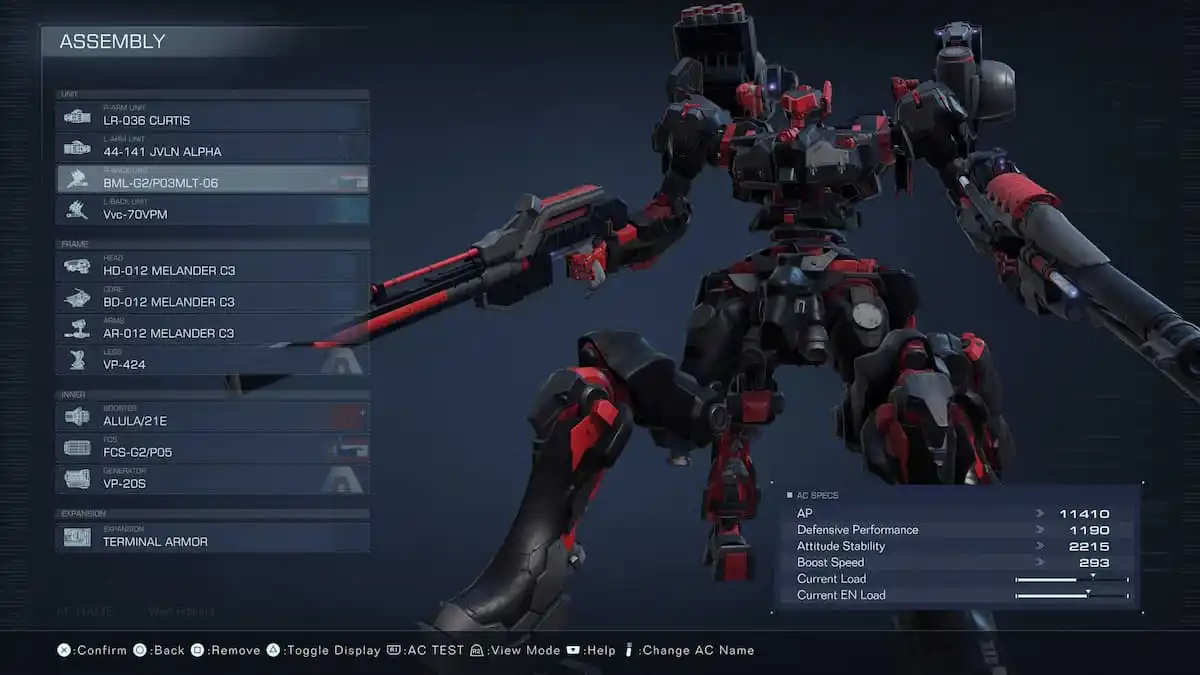 ASSEMBLY
UNIT
R-ARM UNIT
LR-036 CURTIS
L-ARM UNIT
44-141 JVLN ALPHA
R-BACK UNIT
BML-G2/P03MLT-06
L-BACK UNIT
Vvc-70VPM
FRAME
HEAD
HD-012 MELANDER C3
CORE
BD-012 MELANDER C3
ARMS
AR-012 MELANDER C3
LEGS
VP-424
INNER
BOOSTER
ALULA/21E
FCS
FCS-G2/P05
GENERATOR
VP-20S
EXPANSION
EXPANSION
TERMINAL ARMOR
AC SPECS
AP 11410
Defensive Performance 1190
Attitude Stability 2215
Boost Speed 293
Current Load
Current EN Load
AC NAME
:Confirm :Back :Remove :Toggle Display R1 :AC TEST R2 :View Mode :Help :Change AC Name